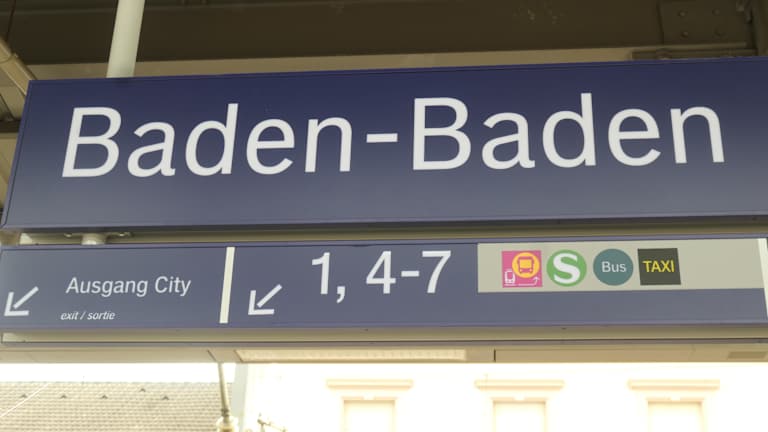 Baden-Baden
Ausgang City
exit / sortie
1, 4-7
S
Bus
TAXI